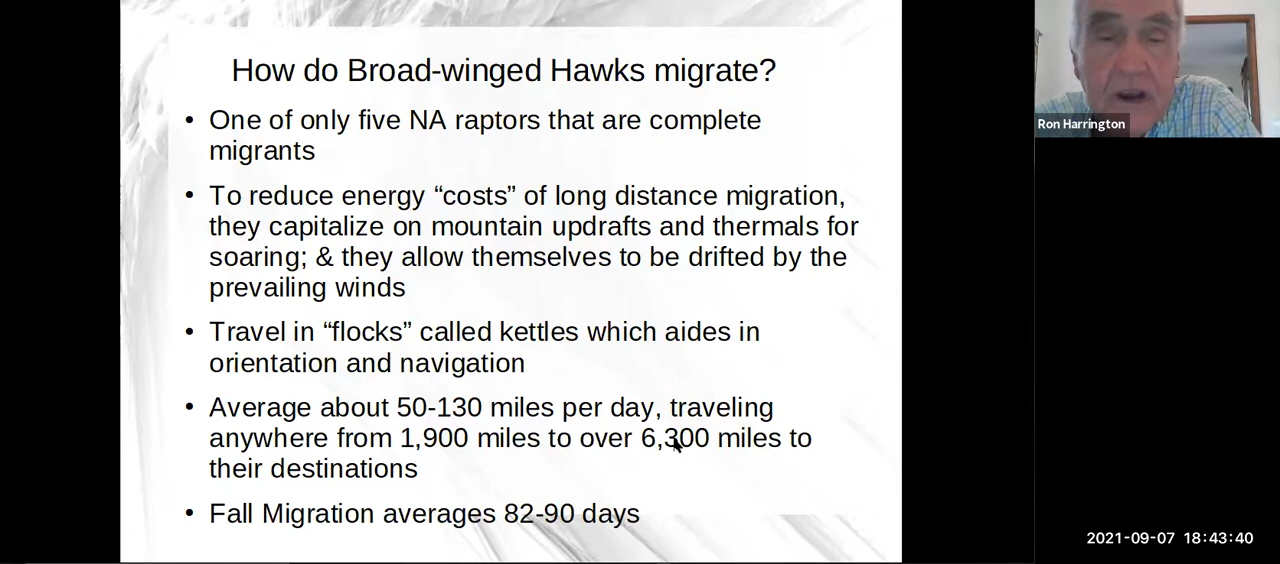 How do Broad-winged Hawks migrate?
• One of only five NA raptors that are complete
migrants
• To reduce energy “costs” of long distance migration,
they capitalize on mountain updrafts and thermals for
soaring; & they allow themselves to be drifted by the
prevailing winds
• Travel in “flocks” called kettles which aides in
orientation and navigation
• Average about 50-130 miles per day, traveling
anywhere from 1,900 miles to over 6,300 miles to
their destinations
• Fall Migration averages 82-90 days
Ron Harrington
2021-09-07 18:43:40